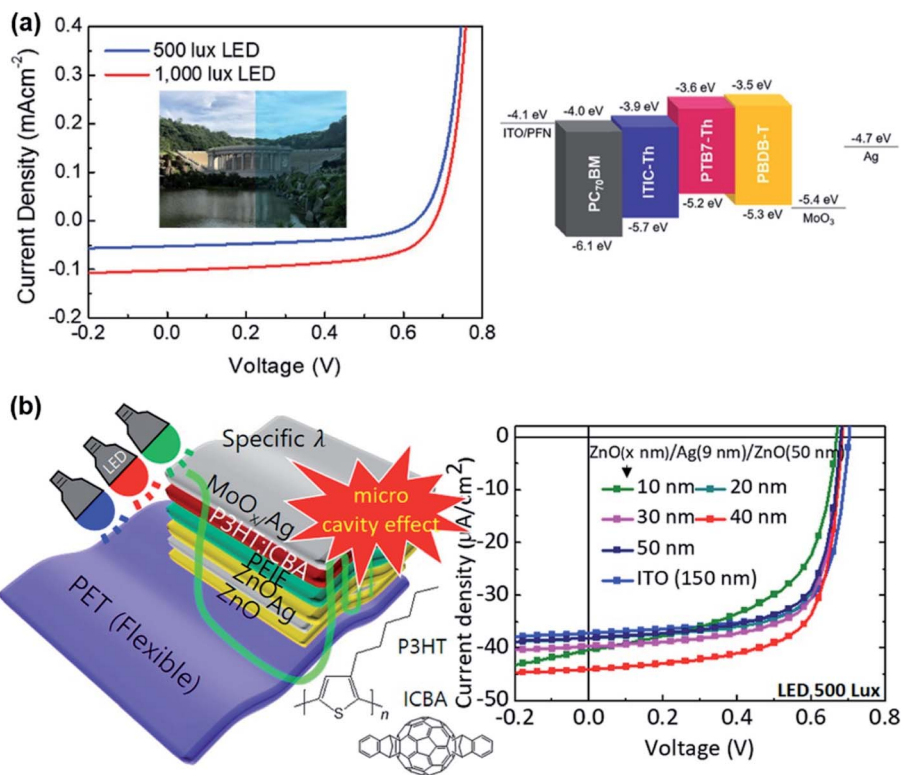 (a)
0.4
0.3
0.2
0.1
0.0
-0.1
-0.2
Current Density (mAcm⁻²)
500 lux LED
1,000 lux LED
-0.2 0.0 0.2 0.4 0.6 0.8
Voltage (V)
-4.1 eV
ITO/PFN
-4.0 eV
PC₇₀BM
-6.1 eV
-3.9 eV
ITIC-Th
-5.7 eV
-3.6 eV
PTB7-Th
-5.2 eV
-3.5 eV
PBDB-T
-5.3 eV
-5.4 eV
MoO₃
-4.7 eV
Ag
(b)
LED
Specific λ
MoOₓ/Ag
P3HT:ICBA
PEIE
ZnO
Ag
ZnO
PET (Flexible)
micro
cavity effect
S
n
P3HT
ICBA
0
-10
-20
-30
-40
-50
Current density (µA/cm²)
ZnO(x nm)/Ag(9 nm)/ZnO(50 nm)
10 nm 20 nm
30 nm 40 nm
50 nm
ITO (150 nm)
LED,500 Lux
-0.2 0.0 0.2 0.4 0.6 0.8
Voltage (V)